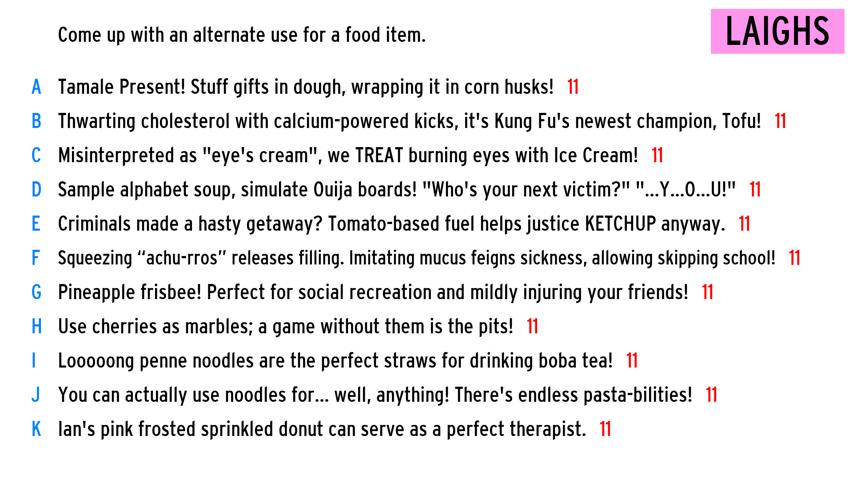 Come up with an alternate use for a food item.
LAIGHS
A Tamale Present! Stuff gifts in dough, wrapping it in corn husks! 11
B Thwarting cholesterol with calcium-powered kicks, it's Kung Fu's newest champion, Tofu! 11
C Misinterpreted as "eye's cream", we TREAT burning eyes with Ice Cream! 11
D Sample alphabet soup, simulate Ouija boards! "Who's your next victim?" "...Y...O...U!" 11
E Criminals made a hasty getaway? Tomato-based fuel helps justice KETCHUP anyway. 11
F Squeezing “achu-rros” releases filling. Imitating mucus feigns sickness, allowing skipping school! 11
G Pineapple frisbee! Perfect for social recreation and mildly injuring your friends! 11
H Use cherries as marbles; a game without them is the pits! 11
I Looooong penne noodles are the perfect straws for drinking boba tea! 11
J You can actually use noodles for... well, anything! There's endless pasta-bilities! 11
K Ian's pink frosted sprinkled donut can serve as a perfect therapist. 11